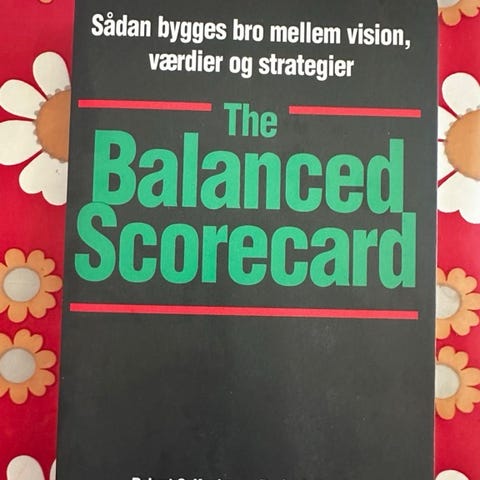 Sådan bygges bro mellem vision,
værdier og strategier
The
Balanced
Scorecard